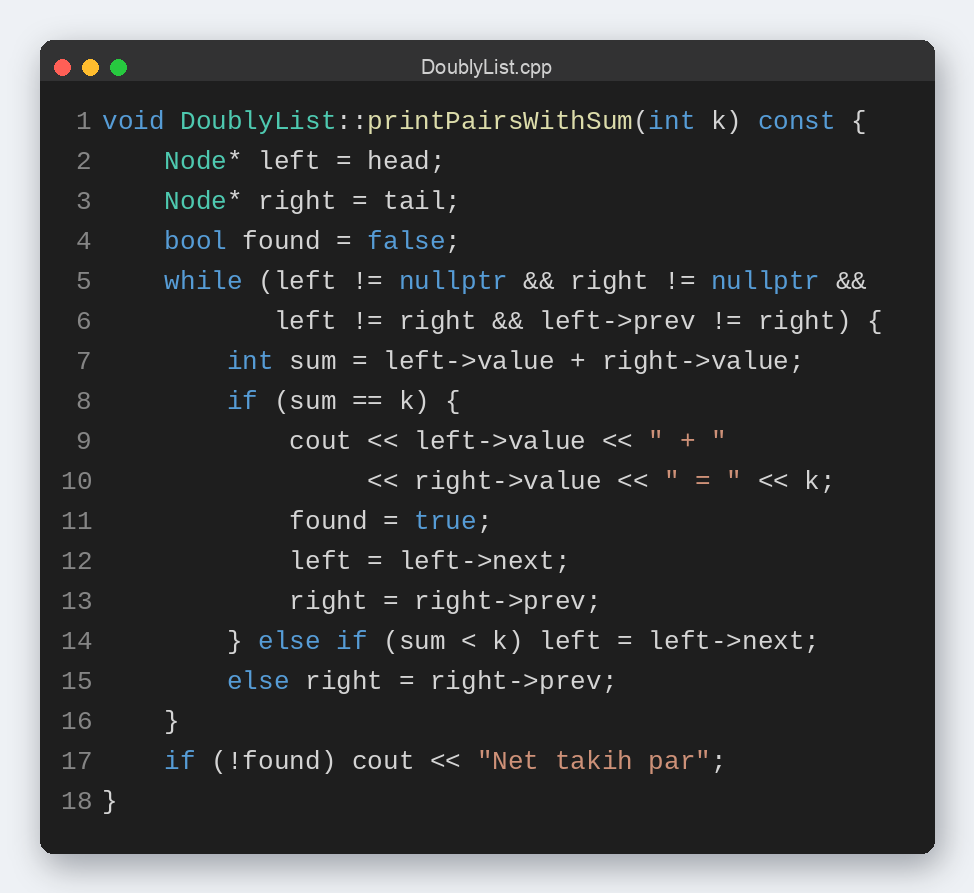 DoublyList.cpp
1 void DoublyList::printPairsWithSum(int k) const {
2     Node* left = head;
3     Node* right = tail;
4     bool found = false;
5     while (left != nullptr && right != nullptr &&
6            left != right && left->prev != right) {
7         int sum = left->value + right->value;
8         if (sum == k) {
9             cout << left->value << " + "
10                  << right->value << " = " << k;
11             found = true;
12             left = left->next;
13             right = right->prev;
14         } else if (sum < k) left = left->next;
15         else right = right->prev;
16     }
17     if (!found) cout << "Net takih par";
18 }